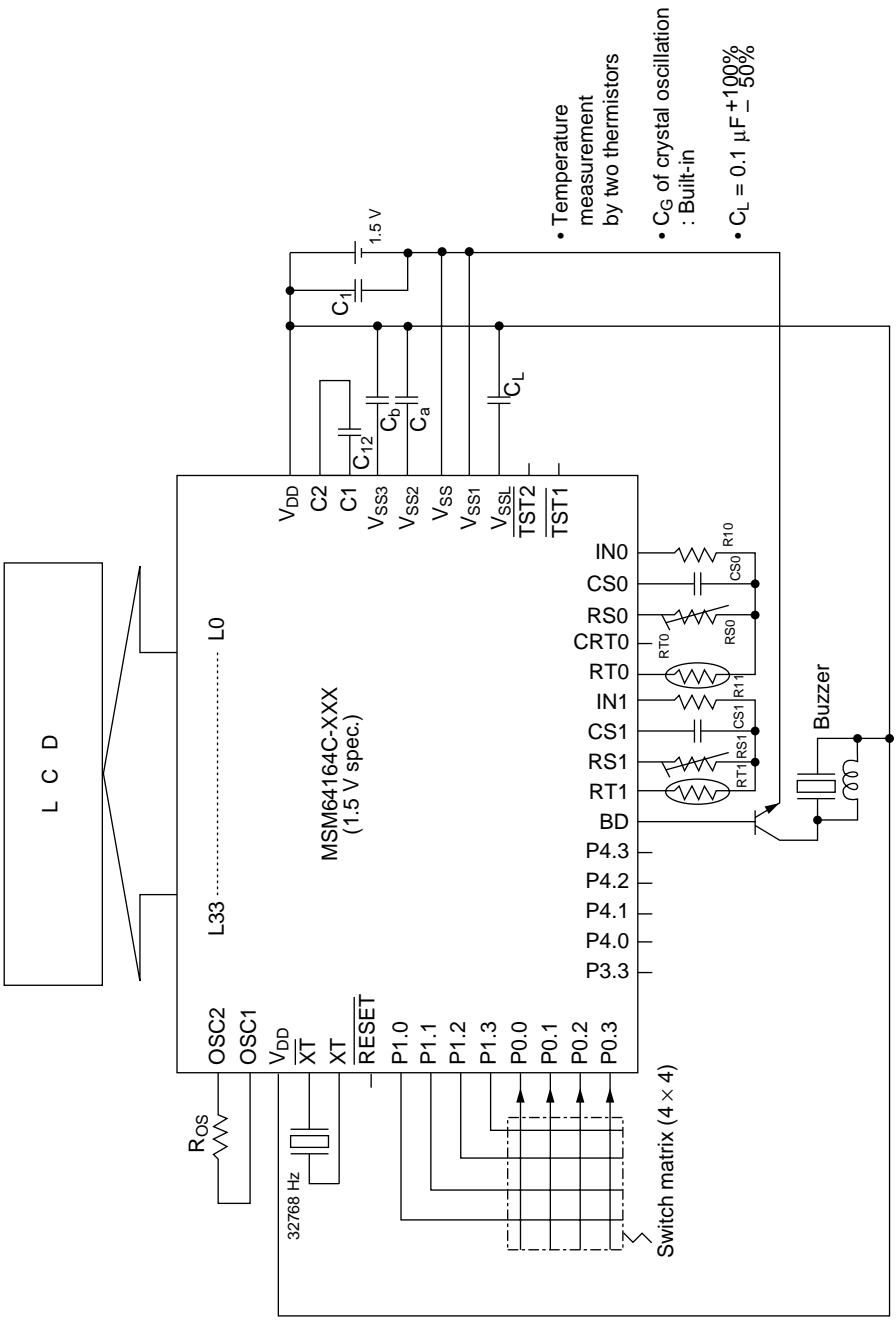 L C D
L33
L0
MSM64164C-XXX
(1.5 V spec.)
OSC2
OSC1
VDD
XT
XT
RESET
P1.0
P1.1
P1.2
P1.3
P0.0
P0.1
P0.2
P0.3
ROS
32768 Hz
Switch matrix (4 × 4)
VDD
C2
C1
VSS3
VSS2
VSS
VSS1
VSSL
TST2
TST1
C12
Cb
Ca
CL
C1
1.5 V
IN0
CS0
RS0
CRT0
RT0
IN1
CS1
RS1
RT1
BD
P4.3
P4.2
P4.1
P4.0
P3.3
R10
CS0
RS0
RT0
R11
CS1
RS1
RT1
Buzzer
• Temperature
measurement
by two thermistors
• CG of crystal oscillation
: Built-in
• CL = 0.1 μF +100% – 50%